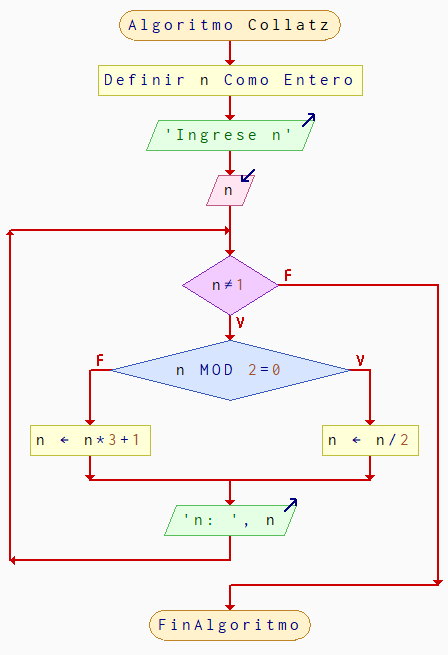 Algoritmo Collatz
Definir n Como Entero
'Ingrese n'
n
n≠1
F
V
n MOD 2=0
F
V
n ← n*3+1
n ← n/2
'n: ', n
FinAlgoritmo